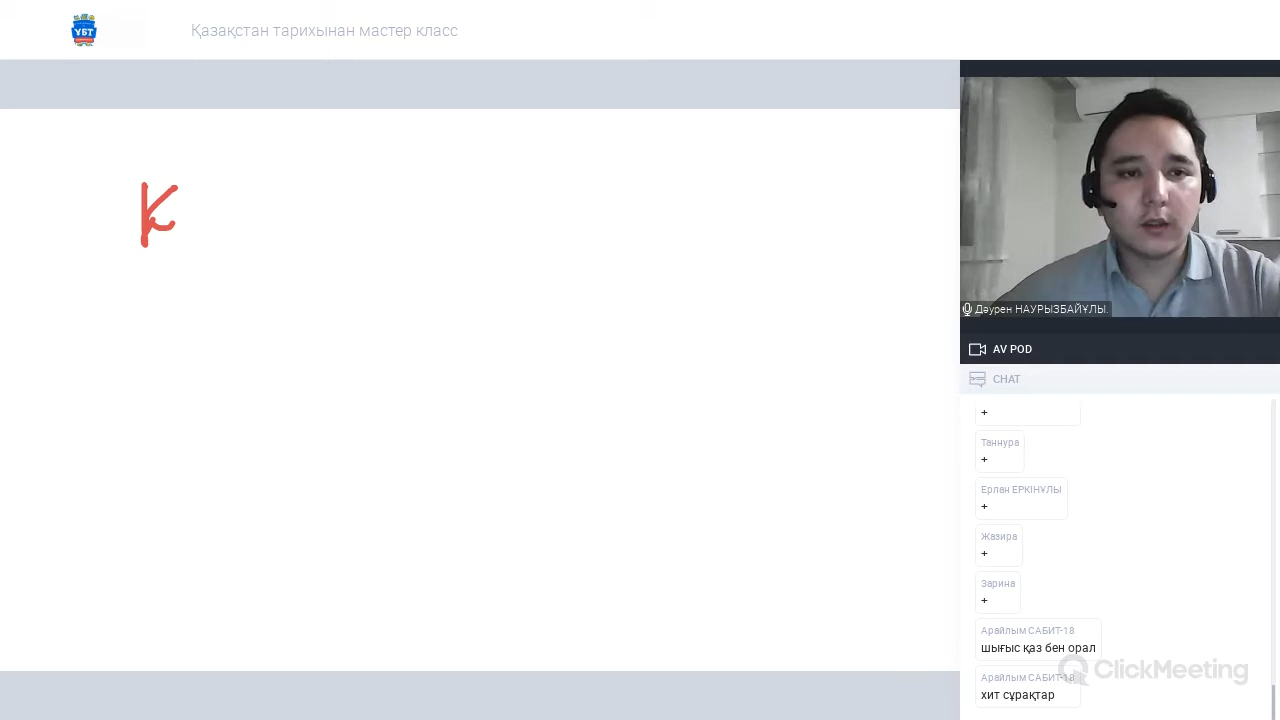 ҰБТ
Қазақстан тарихынан мастер класс
К
Дәурен НАУРЫЗБАЙҰЛЫ.
AV POD
CHAT
+
Таннура
+
Ерлан ЕРКІНҰЛЫ
+
Жазира
+
Зарина
+
Арайлым САБИТ-18
шығыс қаз бен орал
Арайлым САБИТ-18
хит сұрақтар
ClickMeeting